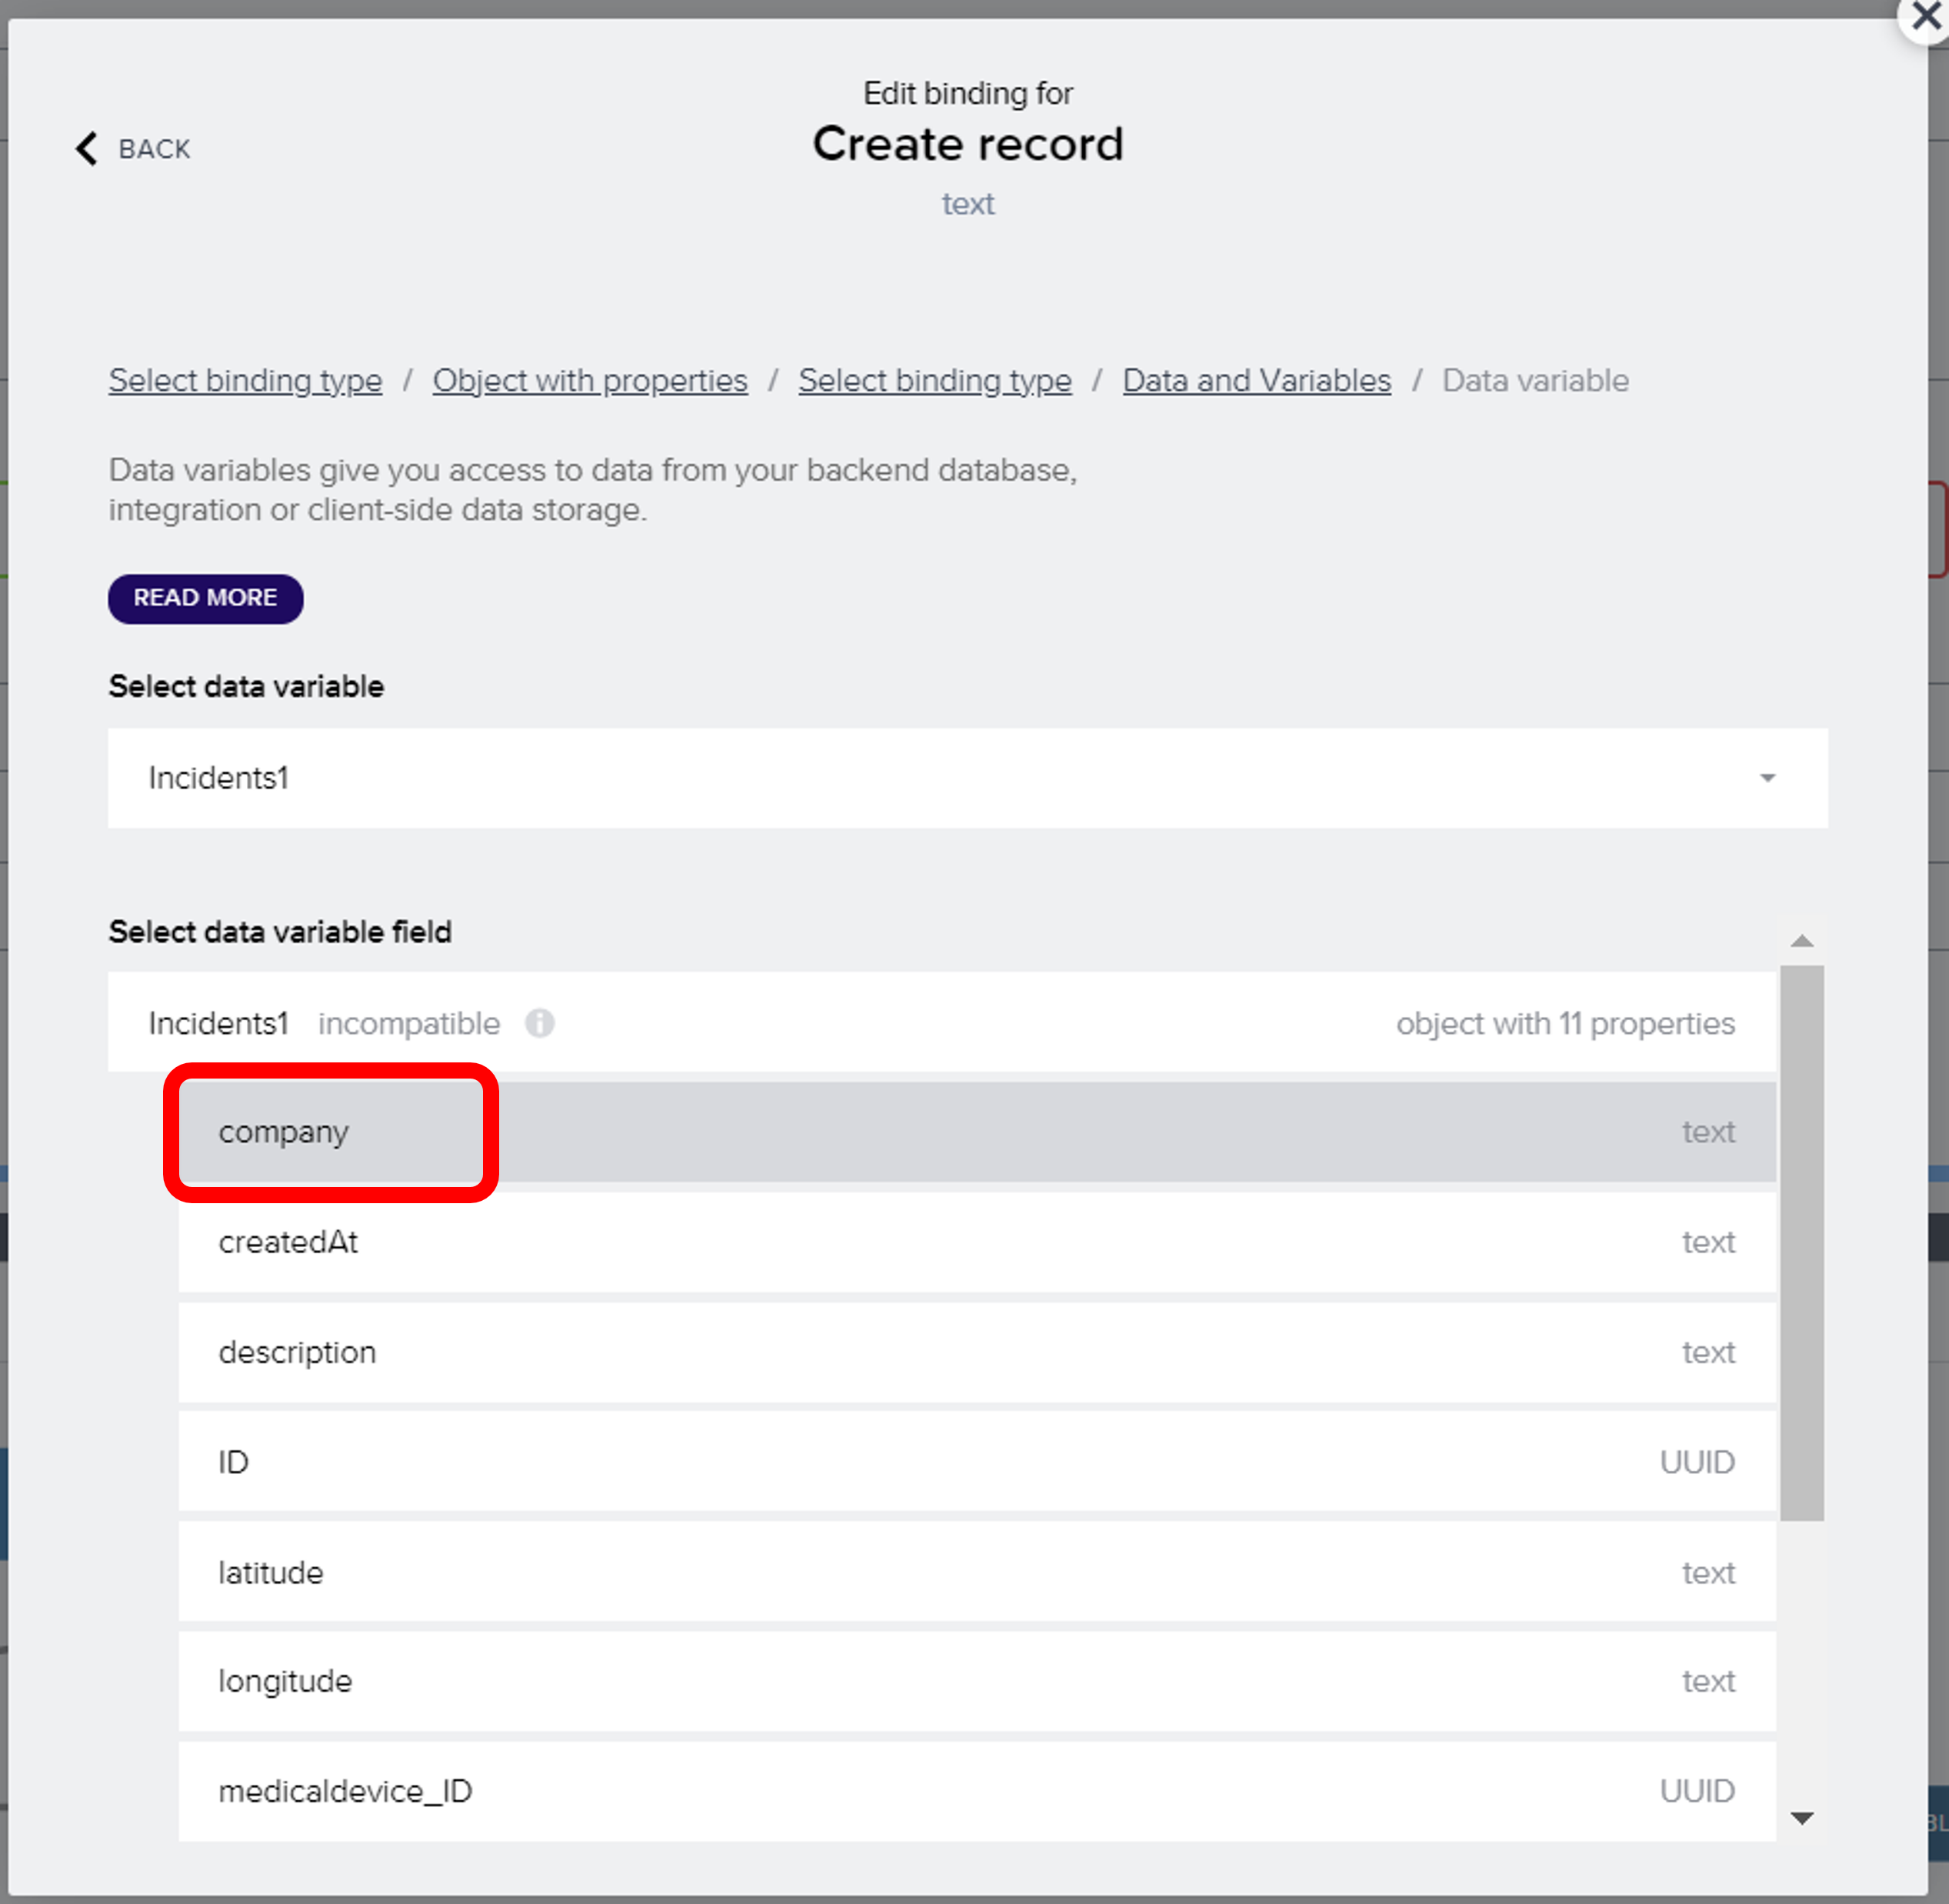 Edit binding for
BACK
Create record
text
Select binding type / Object with properties / Select binding type / Data and Variables / Data variable
Data variables give you access to data from your backend database,
integration or client-side data storage.
READ MORE
Select data variable
Incidents1
Select data variable field
Incidents1 incompatible object with 11 properties
company text
createdAt text
description text
ID UUID
latitude text
longitude text
medicaldevice_ID UUID